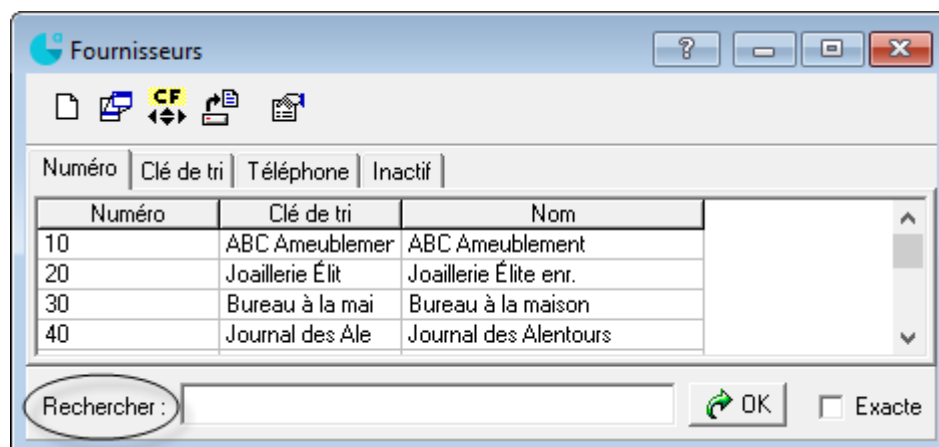 Fournisseurs
CF
Numéro Clé de tri Téléphone Inactif
Numéro Clé de tri Nom
10 ABC Ameublemer ABC Ameublement
20 Joaillerie Élit Joaillerie Élite enr.
30 Bureau à la mai Bureau à la maison
40 Journal des Ale Journal des Alentours
Rechercher : OK Exacte